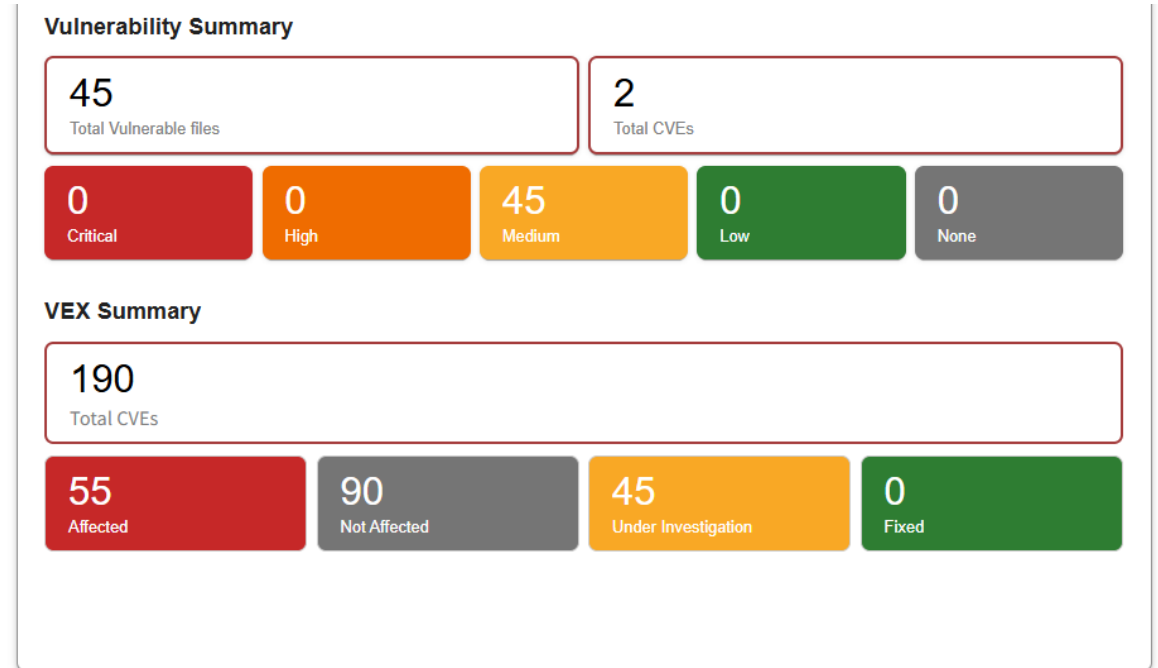 Vulnerability Summary
45
Total Vulnerable files
2
Total CVEs
0
Critical
0
High
45
Medium
0
Low
0
None
VEX Summary
190
Total CVEs
55
Affected
90
Not Affected
45
Under Investigation
0
Fixed